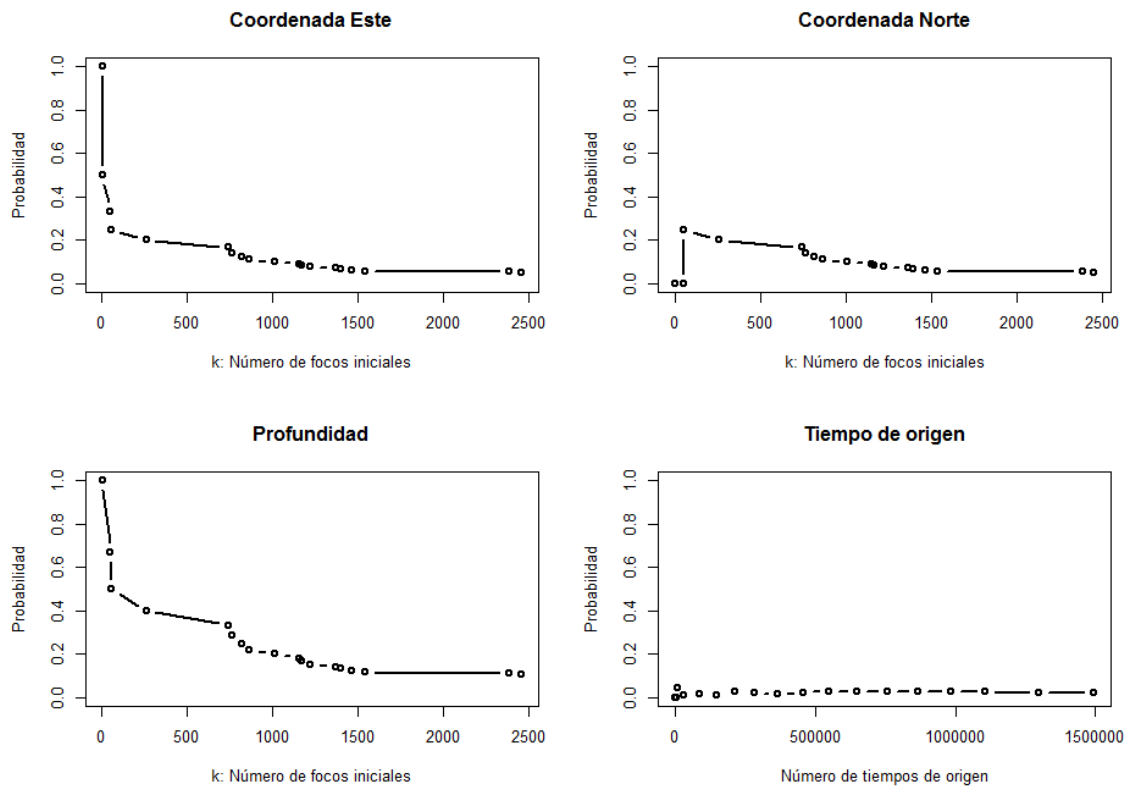 Coordenada Este
Probabilidad
1.0
0.8
0.6
0.4
0.2
0.0
0 500 1000 1500 2000 2500
k: Número de focos iniciales
Coordenada Norte
Probabilidad
1.0
0.8
0.6
0.4
0.2
0.0
0 500 1000 1500 2000 2500
k: Número de focos iniciales
Profundidad
Probabilidad
1.0
0.8
0.6
0.4
0.2
0.0
0 500 1000 1500 2000 2500
k: Número de focos iniciales
Tiempo de origen
Probabilidad
1.0
0.8
0.6
0.4
0.2
0.0
0 500000 1000000 1500000
Número de tiempos de origen